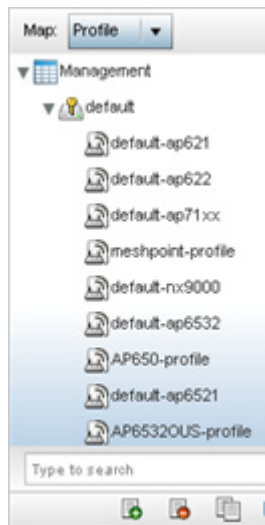 Map: Profile
Management
default
default-ap621
default-ap622
default-ap71xx
meshpoint-profile
default-nx9000
default-ap6532
AP650-profile
default-ap6521
AP6532OUS-profile
Type to search